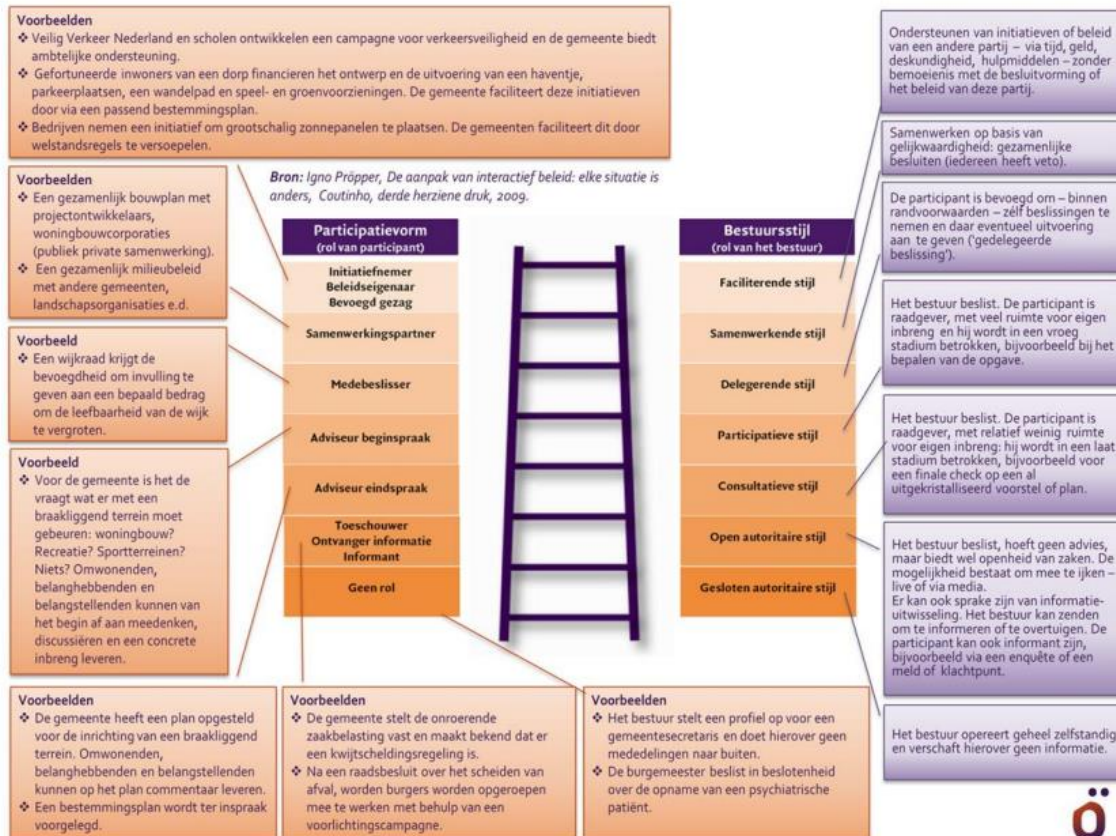 Voorbeelden
❖ Veilig Verkeer Nederland en scholen ontwikkelen een campagne voor verkeersveiligheid en de gemeente biedt
ambtelijke ondersteuning.
❖ Gefortuneerde inwoners van een dorp financieren het ontwerp en de uitvoering van een haventje,
parkeerplaatsen, een wandelpad en speel- en groenvoorzieningen. De gemeente faciliteert deze initiatieven
door via een passend bestemmingsplan.
❖ Bedrijven nemen een initiatief om grootschalig zonnepanelen te plaatsen. De gemeenten faciliteert dit door
welstandsregels te versoepelen.
Voorbeelden
❖ Een gezamenlijk bouwplan met
projectontwikkelaars,
woningbouwcorporaties
(publiek private samenwerking).
❖ Een gezamenlijk milieubeleid
met andere gemeenten,
landschapsorganisaties e.d.
Voorbeeld
❖ Een wijkraad krijgt de
bevoegdheid om invulling te
geven aan een bepaald bedrag
om de leefbaarheid van de wijk
te vergroten.
Voorbeeld
❖ Voor de gemeente is het de
vraagt wat er met een
braakliggend terrein moet
gebeuren: woningbouw?
Recreatie? Sportterreinen?
Niets? Omwonenden,
belanghebbenden en
belangstellenden kunnen van
het begin af aan meedenken,
discussiëren en een concrete
inbreng leveren.
Bron: Igno Pröpper, De aanpak van interactief beleid: elke situatie is
anders, Coutinho, derde herziene druk, 2009.
Participatievorm
(rol van participant)
Initiatiefnemer
Beleidseigenaar
Bevoegd gezag
Samenwerkingspartner
Medebeslisser
Adviseur beginspraak
Adviseur eindspraak
Toeschouwer
Ontvanger informatie
Informant
Geen rol
Bestuursstijl
(rol van het bestuur)
Faciliterende stijl
Samenwerkende stijl
Delegerende stijl
Participatieve stijl
Consultatieve stijl
Open autoritaire stijl
Gesloten autoritaire stijl
Ondersteunen van initiatieven of beleid
van een andere partij – via tijd, geld,
deskundigheid, hulpmiddelen – zonder
bemoeienis met de besluitvorming of
het beleid van deze partij.
Samenwerken op basis van
gelijkwaardigheid: gezamenlijke
besluiten (iedereen heeft veto).
De participant is bevoegd om – binnen
randvoorwaarden – zélf beslissingen te
nemen en daar eventueel uitvoering
aan te geven ('gedelegeerde
beslissing').
Het bestuur beslist. De participant is
raadgever, met veel ruimte voor eigen
inbreng en hij wordt in een vroeg
stadium betrokken, bijvoorbeeld bij het
bepalen van de opgave.
Het bestuur beslist. De participant is
raadgever, met relatief weinig ruimte
voor eigen inbreng: hij wordt in een laat
stadium betrokken, bijvoorbeeld voor
een finale check op een al
uitgekristalliseerd voorstel of plan.
Het bestuur beslist, hoeft geen advies,
maar biedt wel openheid van zaken. De
mogelijkheid bestaat om mee te ijken –
live of via media.
Er kan ook sprake zijn van informatie-
uitwisseling. Het bestuur kan zenden
om te informeren of te overtuigen. De
participant kan ook informant zijn,
bijvoorbeeld via een enquête of een
meld of klachtpunt.
Het bestuur opereert geheel zelfstandig
en verschaft hierover geen informatie.
Voorbeelden
❖ De gemeente heeft een plan opgesteld
voor de inrichting van een braakliggend
terrein. Omwonenden,
belanghebbenden en belangstellenden
kunnen op het plan commentaar leveren.
❖ Een bestemmingsplan wordt ter inspraak
voorgelegd.
Voorbeelden
❖ De gemeente stelt de onroerende
zaakbelasting vast en maakt bekend dat er
een kwijtscheldingsregeling is.
❖ Na een raadsbesluit over het scheiden van
afval, worden burgers worden opgeroepen
mee te werken met behulp van een
voorlichtingscampagne.
Voorbeelden
❖ Het bestuur stelt een profiel op voor een
gemeentesecretaris en doet hierover geen
mededelingen naar buiten.
❖ De burgemeester beslist in beslotenheid
over de opname van een psychiatrische
patiënt.
Ö